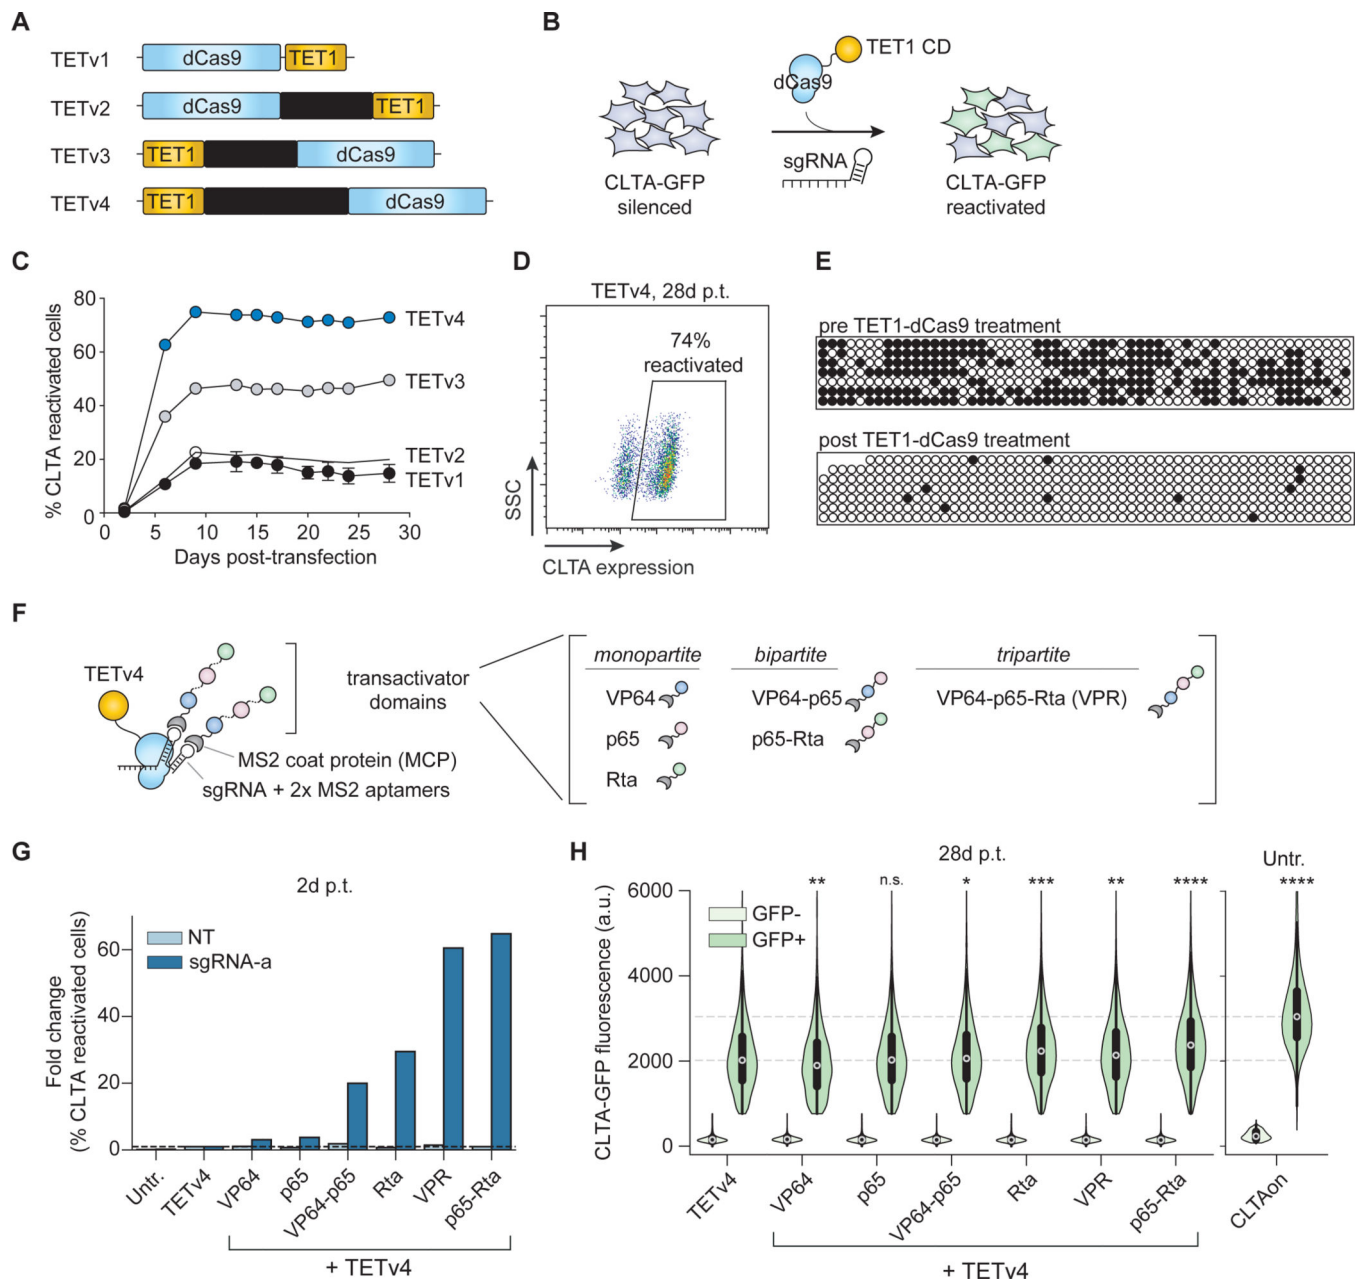 A
TETv1
dCas9
TET1
TETv2
dCas9
TET1
TETv3
TET1
dCas9
TETv4
TET1
dCas9
B
TET1 CD
dCas9
sgRNA
CLTA-GFP
silenced
CLTA-GFP
reactivated
C
% CLTA reactivated cells
80
60
40
20
0
0
5
10
15
20
25
30
Days post-transfection
TETv4
TETv3
TETv2
TETv1
D
TETv4, 28d p.t.
74%
reactivated
SSC
CLTA expression
E
pre TET1-dCas9 treatment
post TET1-dCas9 treatment
F
TETv4
transactivator
domains
MS2 coat protein (MCP)
sgRNA + 2x MS2 aptamers
monopartite
bipartite
tripartite
VP64
VP64-p65
VP64-p65-Rta (VPR)
p65
p65-Rta
Rta
G
2d p.t.
Fold change
(% CLTA reactivated cells)
60
40
20
0
NT
sgRNA-a
Untr.
TETv4
VP64
p65
VP64-p65
Rta
VPR
p65-Rta
+ TETv4
H
28d p.t.
Untr.
CLTA-GFP fluorescence (a.u.)
6000
4000
2000
0
GFP-
GFP+
**
n.s.
*
***
**
****
****
TETv4
VP64
p65
VP64-p65
Rta
VPR
p65-Rta
CLTAon
+ TETv4